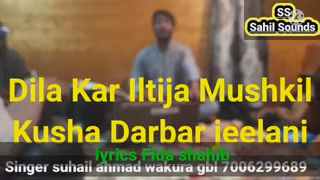 SS
Sahil Sounds
Dila Kar Iltija Mushkil
Kusha Darbar jeelani
lyrics Fida shahib
Singer suhail ahmad wakura gbl 7006299689